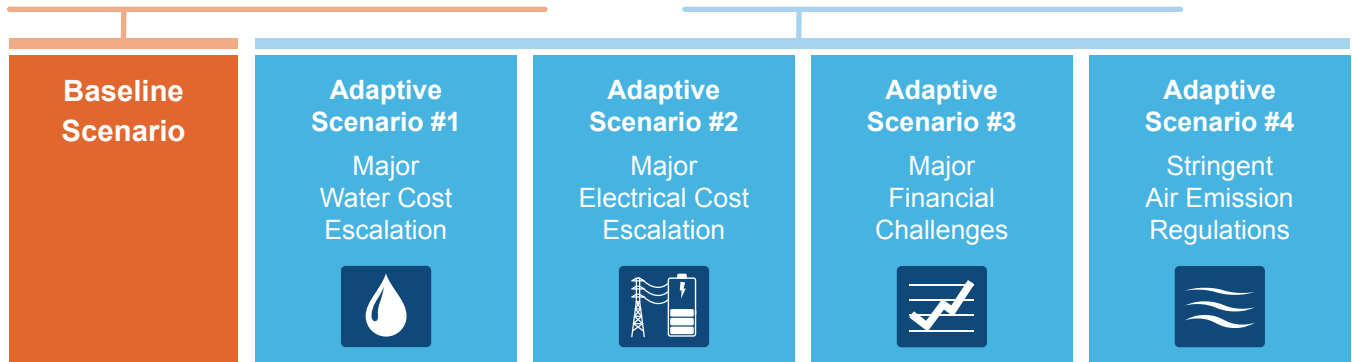 Baseline
Scenario
Adaptive
Scenario #1
Major
Water Cost
Escalation
Adaptive
Scenario #2
Major
Electrical Cost
Escalation
Adaptive
Scenario #3
Major
Financial
Challenges
Adaptive
Scenario #4
Stringent
Air Emission
Regulations